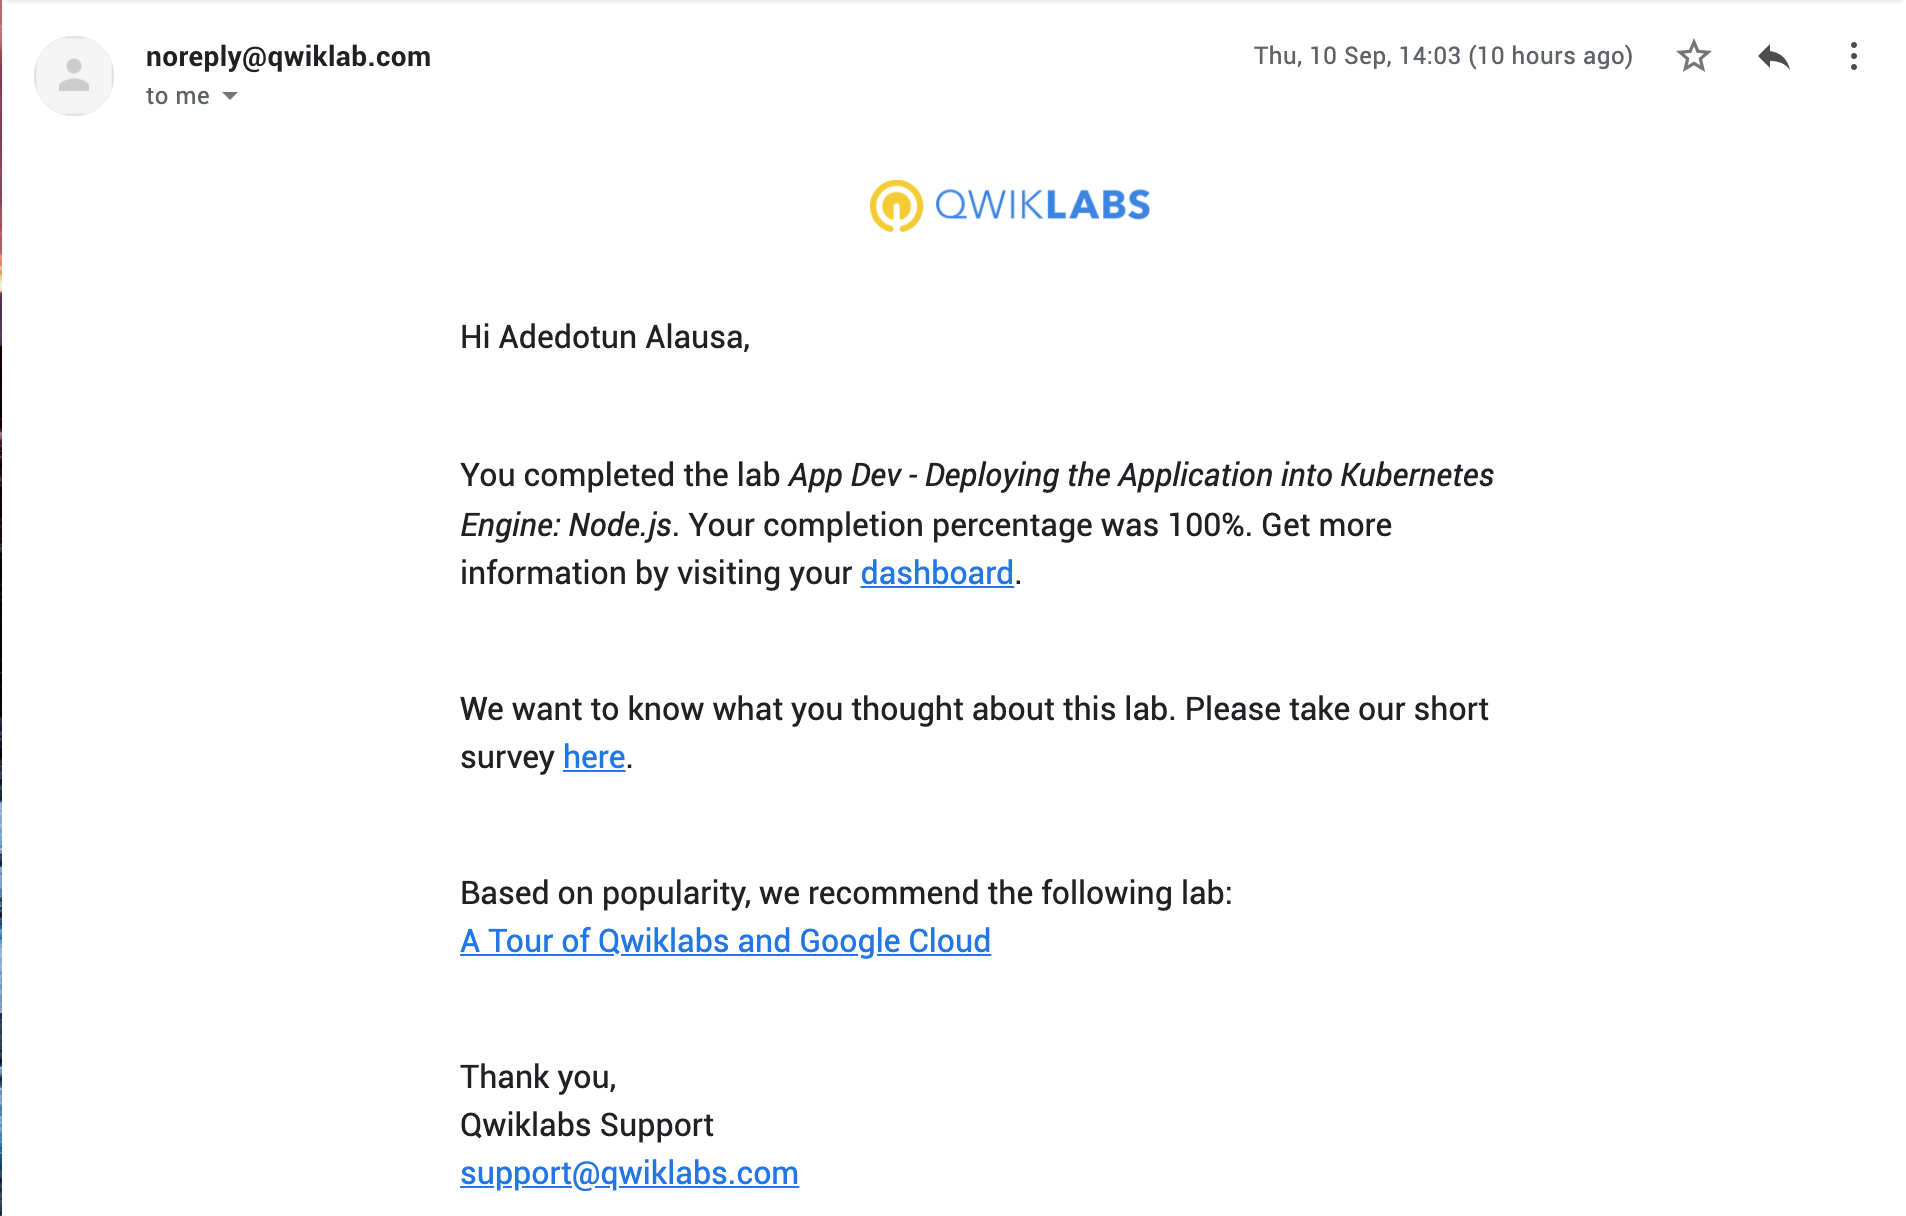 noreply@qwiklab.com
Thu, 10 Sep, 14:03 (10 hours ago)
to me
QWIKLABS
Hi Adedotun Alausa,
You completed the lab App Dev - Deploying the Application into Kubernetes
Engine: Node.js. Your completion percentage was 100%. Get more
information by visiting your dashboard.
We want to know what you thought about this lab. Please take our short
survey here.
Based on popularity, we recommend the following lab:
A Tour of Qwiklabs and Google Cloud
Thank you,
Qwiklabs Support
support@qwiklabs.com